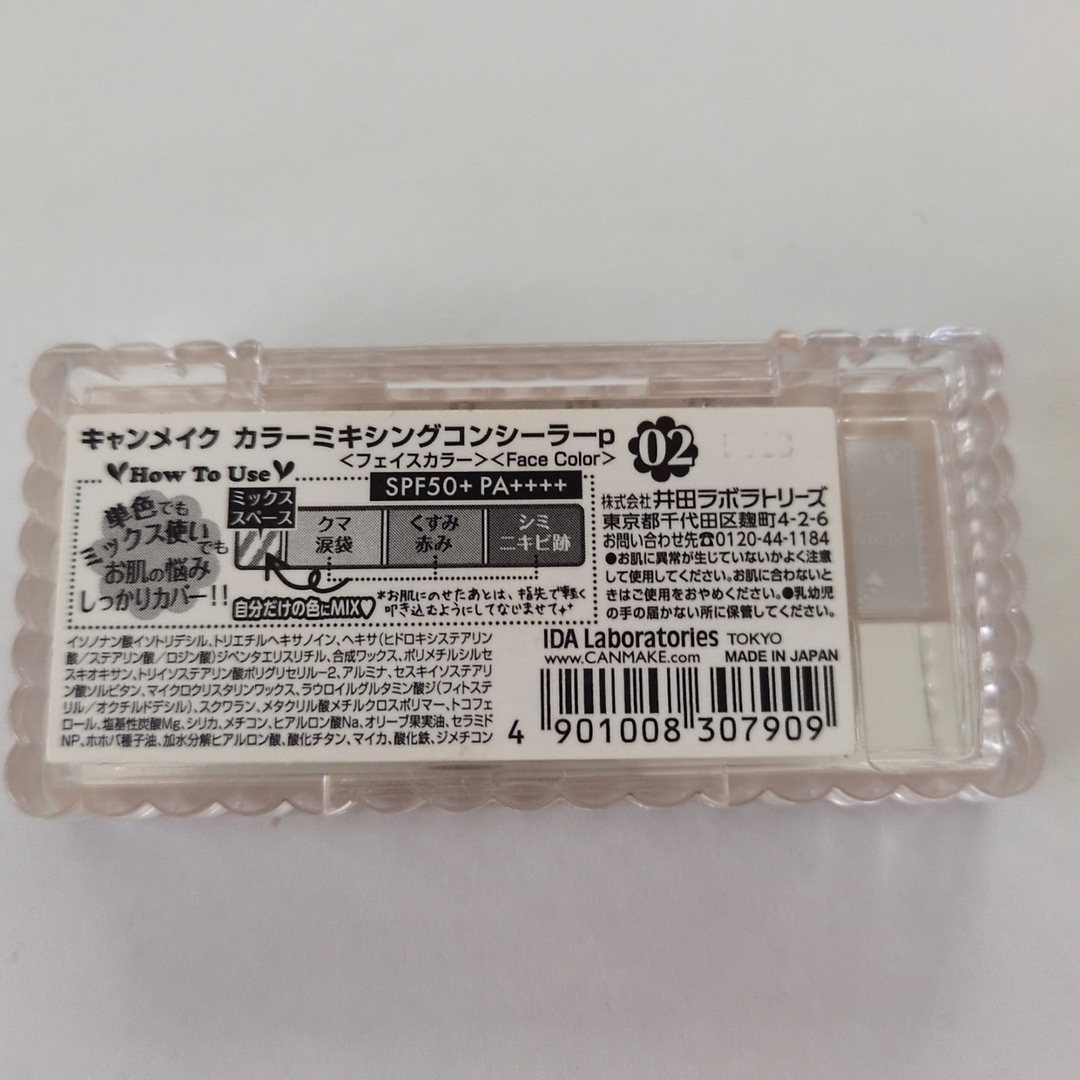 キャンメイク カラーミキシングコンシーラーp 02
<フェイスカラー><Face Color>
How To Use
SPF50+ PA++++
単色でも
ミックス使いでも
お肌の悩み
しっかりカバー!!
ミックス
スペース
クマ
涙袋
くすみ
赤み
シミ
ニキビ跡
自分だけの色にMIX♥
*お肌にのせたあとは、指先で軽く
叩き込むようにしてなじませて
株式会社 井田ラボラトリーズ
東京都千代田区麹町4-2-6
お問い合わせ先☎0120-44-1184
●お肌に異常が生じていないかよく注意
して使用してください。お肌に合わないと
きはご使用をおやめください。●乳幼児
の手の届かない所に保管してください。
イソノナン酸イソトリデシル、トリエチルヘキサノイン、ヘキサ(ヒドロキシステアリン
酸/ステアリン酸/ロジン酸)ジペンタエリスリチル、合成ワックス、ポリメチルシルセ
スキオキサン、トリイソステアリン酸ポリグリセリル-2、アルミナ、セスキイソステアリ
ン酸ソルビタン、マイクロクリスタリンワックス、ラウロイルグルタミン酸ジ(フィトステ
リル/オクチルドデシル)、スクワラン、メタクリル酸メチルクロスポリマー、トコフェ
ロール、塩基性炭酸Mg、シリカ、メチコン、ヒアルロン酸Na、オリーブ果実油、セラミド
NP、ホホバ種子油、加水分解ヒアルロン酸、酸化チタン、マイカ、酸化鉄、ジメチコン
IDA Laboratories TOKYO
www.CANMAKE.com MADE IN JAPAN
4 901008 307909